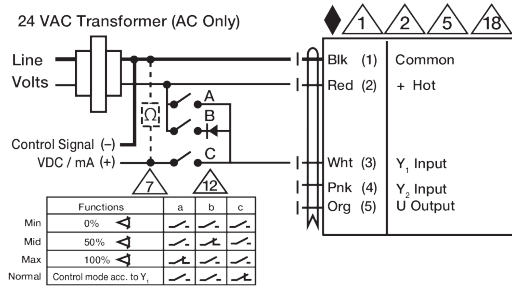 24 VAC Transformer (AC Only)
1 2 5 18
Line
Volts
Blk (1) Common
Red (2) + Hot
A
B
C
Ω
Control Signal (–)
VDC / mA (+)
Wht (3) Y1 Input
Pnk (4) Y2 Input
Org (5) U Output
7 12
Functions a b c
Min 0%
Mid 50%
Max 100%
Normal Control mode acc. to Y1